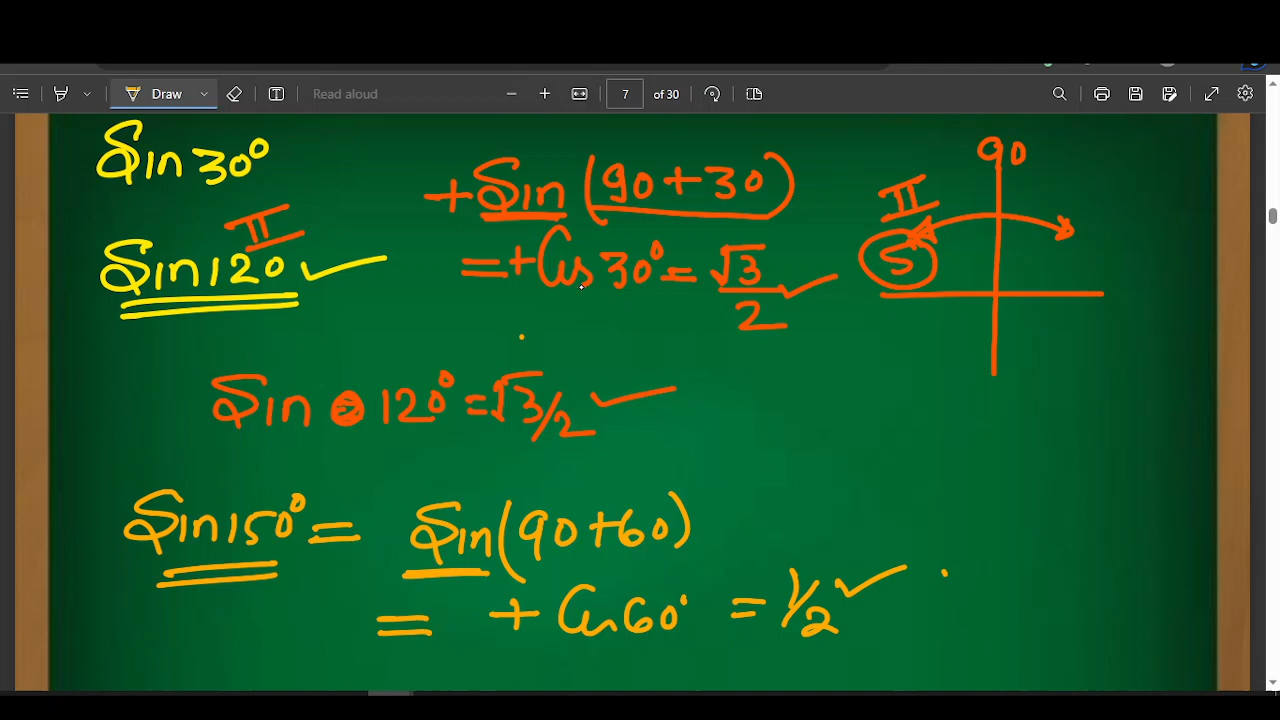 Draw
Read aloud
7 of 30
Sin 30°
+ Sin (90+30)
90
II
II
Sin 120 ✓
= + Cos 30° = √3/2 ✓
S
Sin 120° = √3/2 ✓
Sin 150° = Sin (90+60)
= + Cos 60° = 1/2 ✓